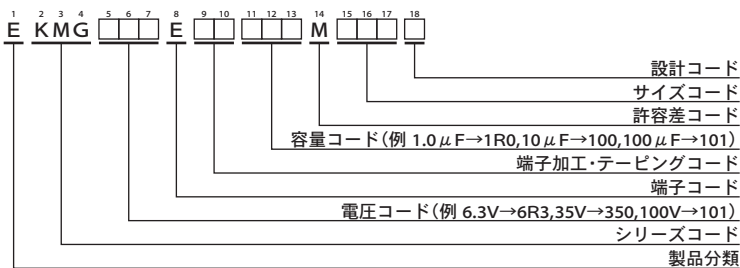 1 2 3 4 5 6 7 8 9 10 11 12 13 14 15 16 17 18
E KMG □□□ E □□ □□□ M □□□ □
設計コード
サイズコード
許容差コード
容量コード(例 1.0μF→1R0,10μF→100,100μF→101)
端子加工・テーピングコード
端子コード
電圧コード(例 6.3V→6R3,35V→350,100V→101)
シリーズコード
製品分類